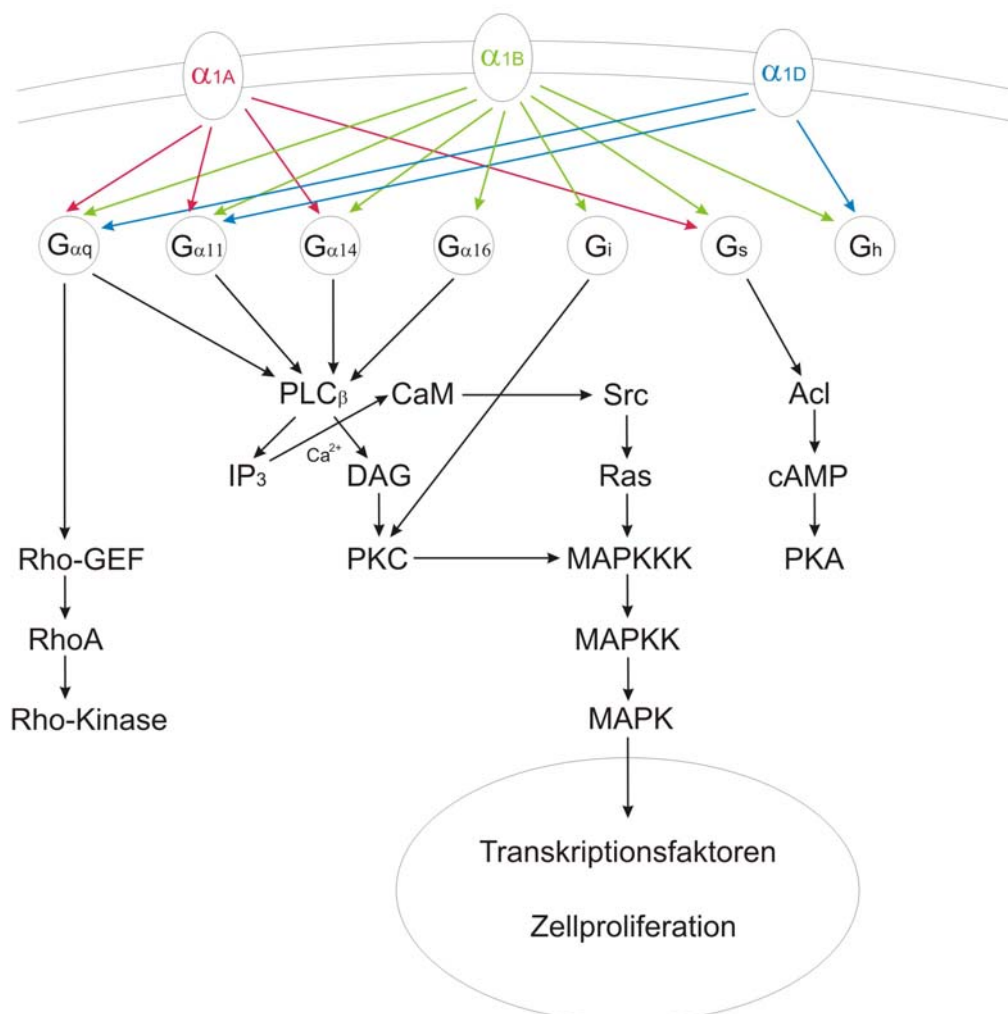 α1A α1B α1D
Gαq Gα11 Gα14 Gα16 Gi Gs Gh
PLCβ CaM Src Acl
Ca2+
IP3 DAG Ras cAMP
Rho-GEF PKC MAPKKK PKA
RhoA MAPKK
Rho-Kinase MAPK
Transkriptionsfaktoren
Zellproliferation